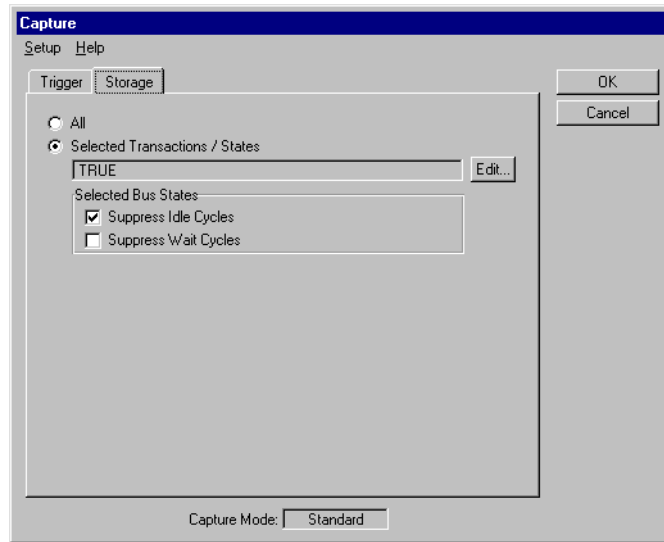 Capture
Setup Help
Trigger Storage
OK
Cancel
All
Selected Transactions / States
TRUE Edit...
Selected Bus States
Suppress Idle Cycles
Suppress Wait Cycles
Capture Mode: Standard